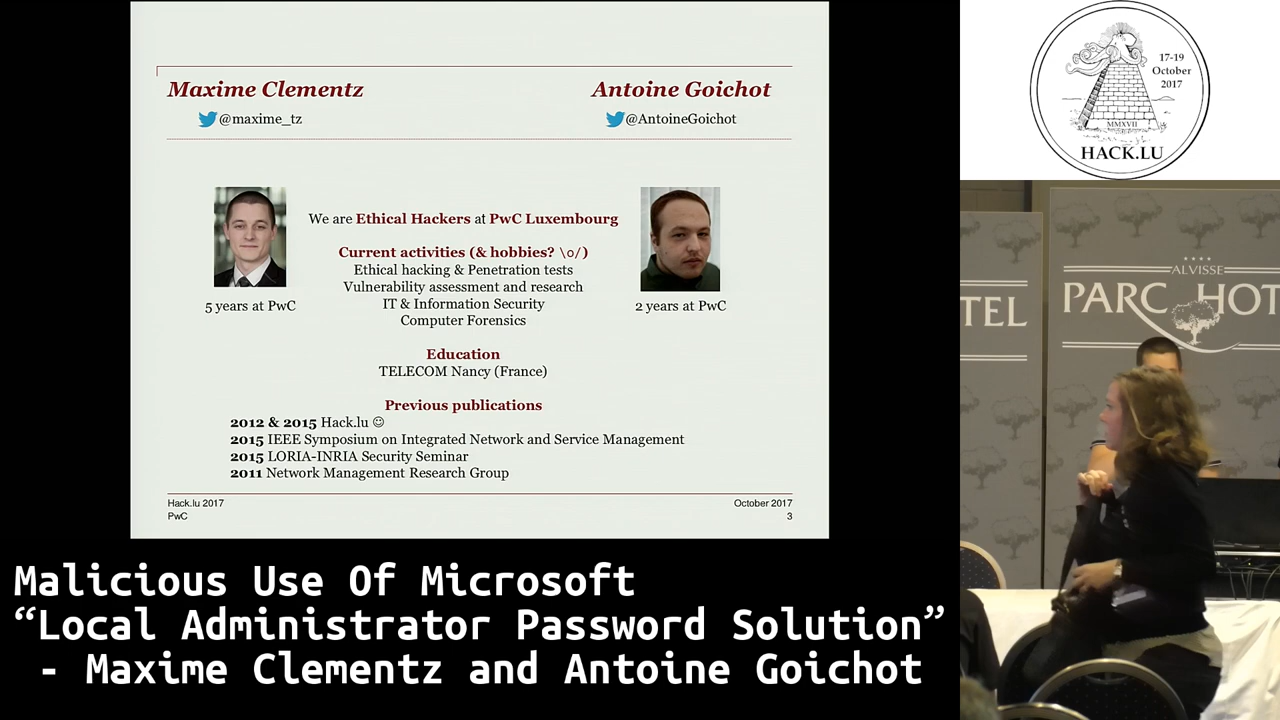 Maxime Clementz
Antoine Goichot
@maxime_tz
@AntoineGoichot
We are Ethical Hackers at PwC Luxembourg
Current activities (& hobbies? \o/)
Ethical hacking & Penetration tests
Vulnerability assessment and research
IT & Information Security
Computer Forensics
5 years at PwC
2 years at PwC
Education
TELECOM Nancy (France)
Previous publications
2012 & 2015 Hack.lu ☺
2015 IEEE Symposium on Integrated Network and Service Management
2015 LORIA-INRIA Security Seminar
2011 Network Management Research Group
Hack.lu 2017
PwC
October 2017
3
17-19
October
2017
MMXVII
HACK.LU
TEL
ALVISSE
PARC HOT
Malicious Use Of Microsoft
“Local Administrator Password Solution”
- Maxime Clementz and Antoine Goichot